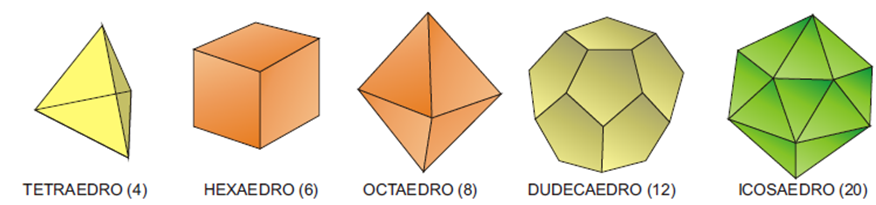 TETRAEDRO (4) HEXAEDRO (6) OCTAEDRO (8) DUDECAEDRO (12) ICOSAEDRO (20)